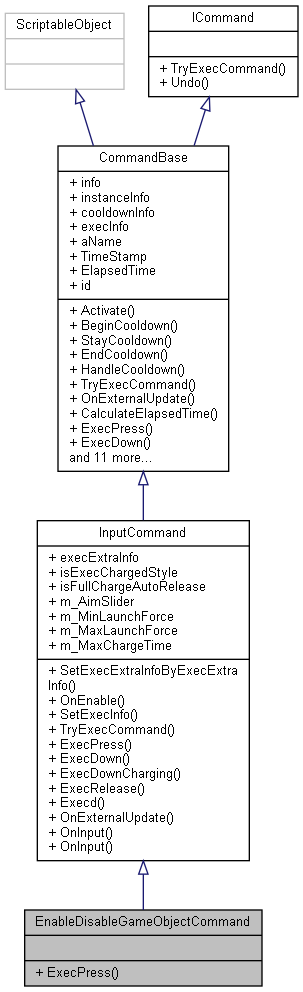 ScriptableObject
ICommand
+ TryExecCommand()
+ Undo()
CommandBase
+ info
+ instanceInfo
+ cooldownInfo
+ execInfo
+ aName
+ TimeStamp
+ ElapsedTime
+ id
+ Activate()
+ BeginCooldown()
+ StayCooldown()
+ EndCooldown()
+ HandleCooldown()
+ TryExecCommand()
+ OnExternalUpdate()
+ CalculateElapsedTime()
+ ExecPress()
+ ExecDown()
and 11 more...
InputCommand
+ execExtraInfo
+ isExecChargedStyle
+ isFullChargeAutoRelease
+ m_AimSlider
+ m_MinLaunchForce
+ m_MaxLaunchForce
+ m_MaxChargeTime
+ SetExecExtraInfoByExecExtra
Info()
+ OnEnable()
+ SetExecInfo()
+ TryExecCommand()
+ ExecPress()
+ ExecDown()
+ ExecDownCharging()
+ ExecRelease()
+ Execd()
+ OnExternalUpdate()
+ OnInput()
+ OnInput()
EnableDisableGameObjectCommand
+ ExecPress()